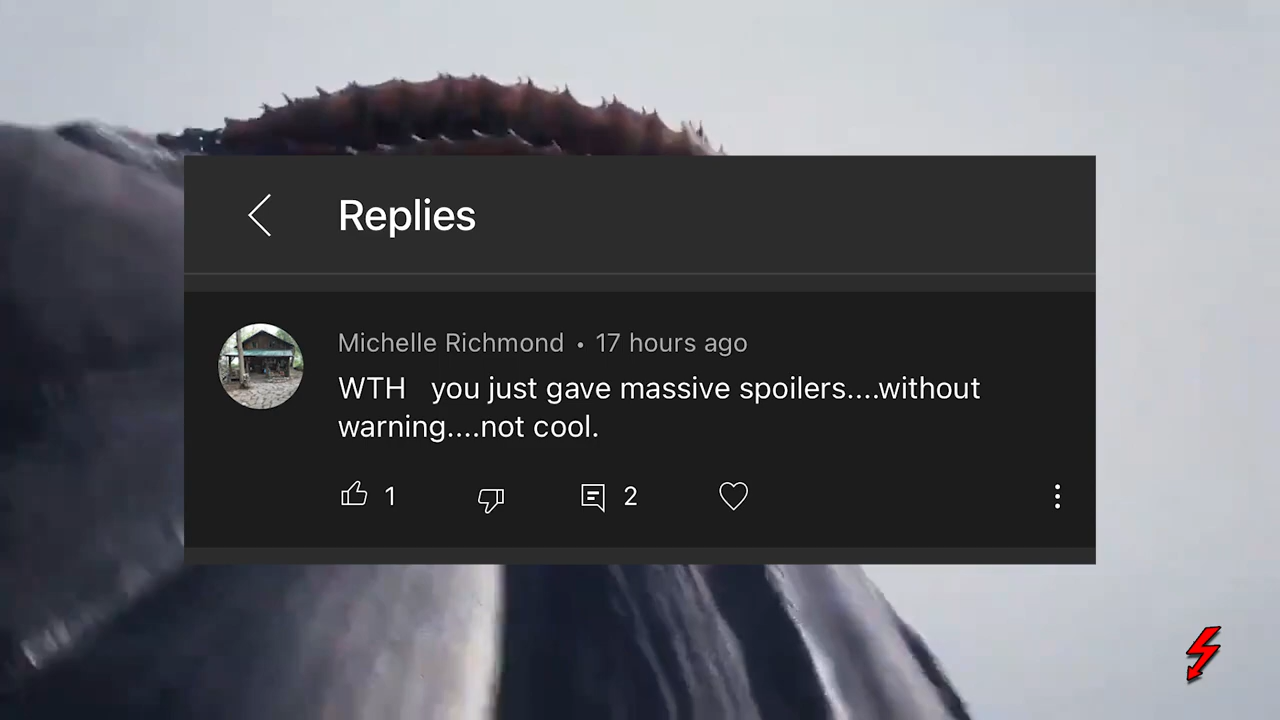 Replies
Michelle Richmond • 17 hours ago
WTH   you just gave massive spoilers....without
warning....not cool.
1
2